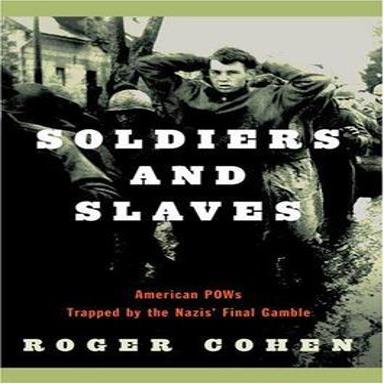 SOLDIERS
AND
SLAVES
American POWs
Trapped by the Nazis' Final Gamble
ROGER COHEN